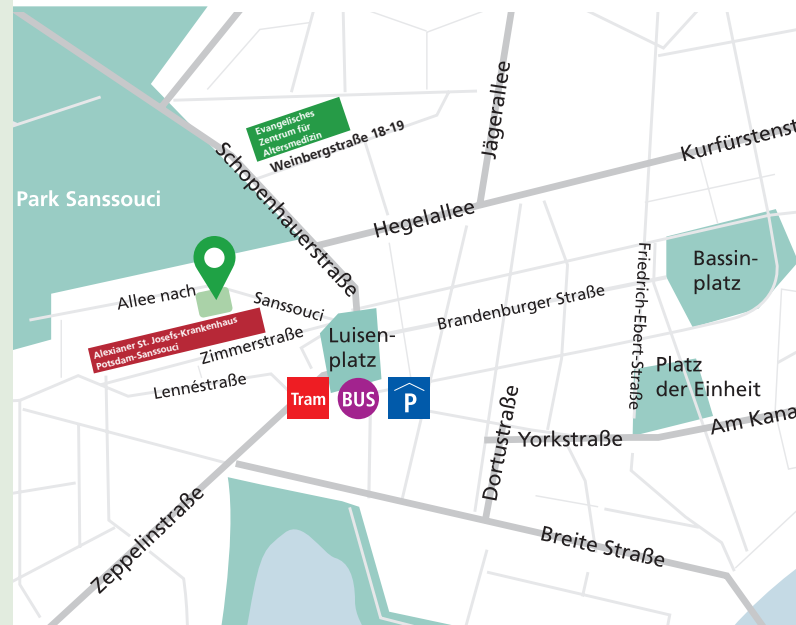 Evangelisches
Zentrum für
Altersmedizin
Weinbergstraße 18-19
Jägerallee
Kurfürstenst
Schopenhauerstraße
Park Sanssouci
Hegelallee
Bassin-
platz
Friedrich-Ebert-Straße
Allee nach
Sanssouci
Brandenburger Straße
Alexianer St. Josefs-Krankenhaus
Potsdam-Sanssouci
Zimmerstraße
Luisen-
platz
Lennéstraße
Platz
der Einheit
Tram
BUS
P
Dortustraße
Yorkstraße
Am Kana
Zeppelinstraße
Breite Straße